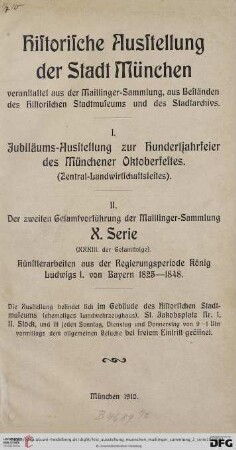 Historische Ausstellung
der Stadt München
veranstaltet aus der Maillinger-Sammlung, aus Beständen
des Historischen Stadtmuseums und des Stadtarchivs.
I.
Jubiläums-Ausstellung zur Hundertjahrfeier
des Münchener Oktoberfestes.
(Zentral-Landwirtschaftsfestes).
II.
Der zweiten Gesamtvorführung der Maillinger-Sammlung
X. Serie
(XXXIII. der Gesamtfolge).
Künstlerarbeiten aus der Regierungsperiode König
Ludwigs I. von Bayern 1825—1848.
Die Ausstellung befindet sich im Gebäude des Historischen Stadt-
museums (ehemaliges Landwehrzeughaus), St. Jakobsplatz Nr. 1,
II. Stock, und ist jeden Sonntag, Dienstag und Donnerstag von 9—1 Uhr
vormittags dem allgemeinen Besuche bei freiem Eintritt geöffnet.
München 1910.
DFG